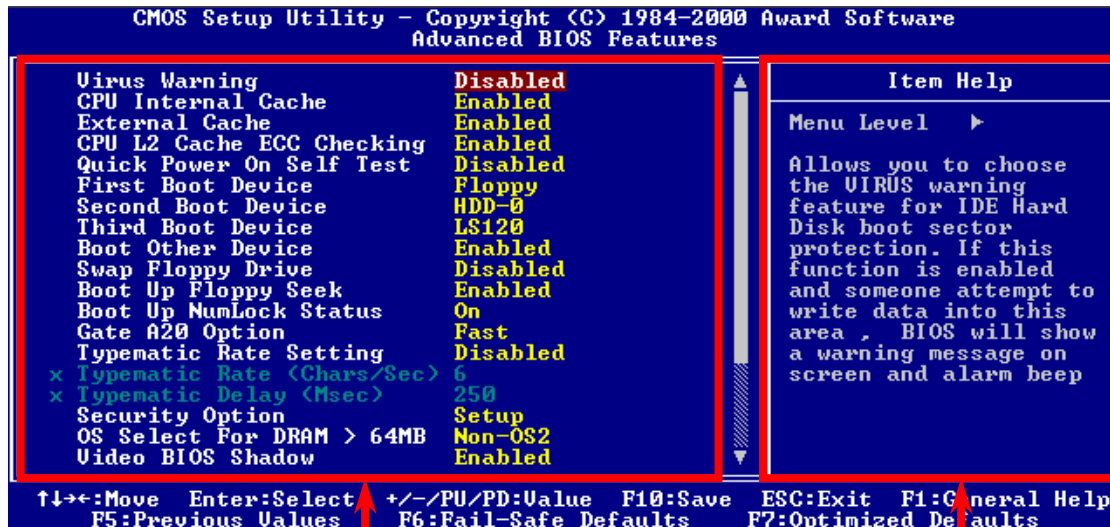 CMOS Setup Utility – Copyright (C) 1984-2000 Award Software
Advanced BIOS Features
Virus Warning Disabled
CPU Internal Cache Enabled
External Cache Enabled
CPU L2 Cache ECC Checking Enabled
Quick Power On Self Test Disabled
First Boot Device Floppy
Second Boot Device HDD-0
Third Boot Device LS120
Boot Other Device Enabled
Swap Floppy Drive Disabled
Boot Up Floppy Seek Enabled
Boot Up NumLock Status On
Gate A20 Option Fast
Typematic Rate Setting Disabled
x Typematic Rate (Chars/Sec) 6
x Typematic Delay (Msec) 250
Security Option Setup
OS Select For DRAM > 64MB Non-OS2
Video BIOS Shadow Enabled
Item Help
Menu Level ▶
Allows you to choose
the VIRUS warning
feature for IDE Hard
Disk boot sector
protection. If this
function is enabled
and someone attempt to
write data into this
area , BIOS will show
a warning message on
screen and alarm beep
↑↓→←:Move Enter:Select +/-/PU/PD:Value F10:Save ESC:Exit F1:General Help
F5:Previous Values F6:Fail-Safe Defaults F7:Optimized Defaults